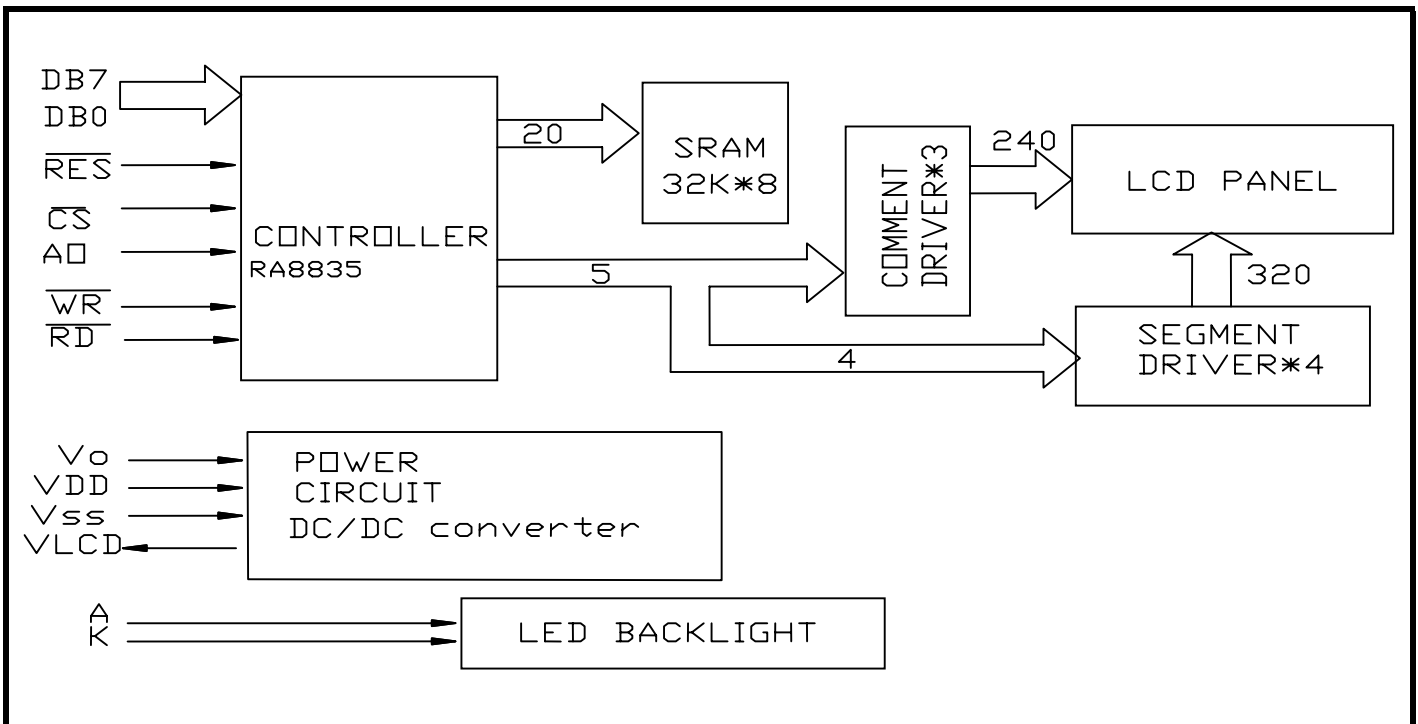 DB7
DB0
RES
CS
A0
WR
RD
CONTROLLER
RA8835
20
SRAM
32K*8
5
COMMENT
DRIVER*3
240
LCD PANEL
320
4
SEGMENT
DRIVER*4
Vo
VDD
Vss
VLCD
POWER
CIRCUIT
DC/DC converter
A
K
LED BACKLIGHT